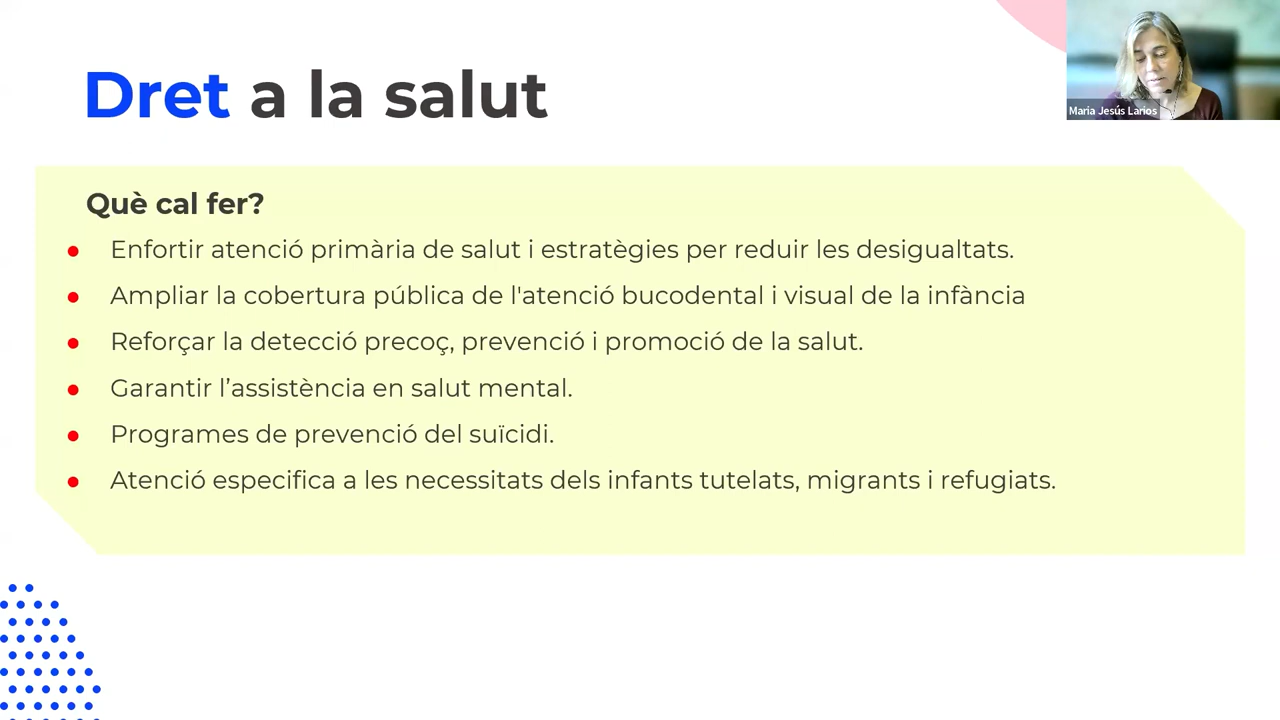 Dret a la salut
Maria Jesús Larios
Què cal fer?
● Enfortir atenció primària de salut i estratègies per reduir les desigualtats.
● Ampliar la cobertura pública de l'atenció bucodental i visual de la infància
● Reforçar la detecció precoç, prevenció i promoció de la salut.
● Garantir l’assistència en salut mental.
● Programes de prevenció del suïcidi.
● Atenció especifica a les necessitats dels infants tutelats, migrants i refugiats.